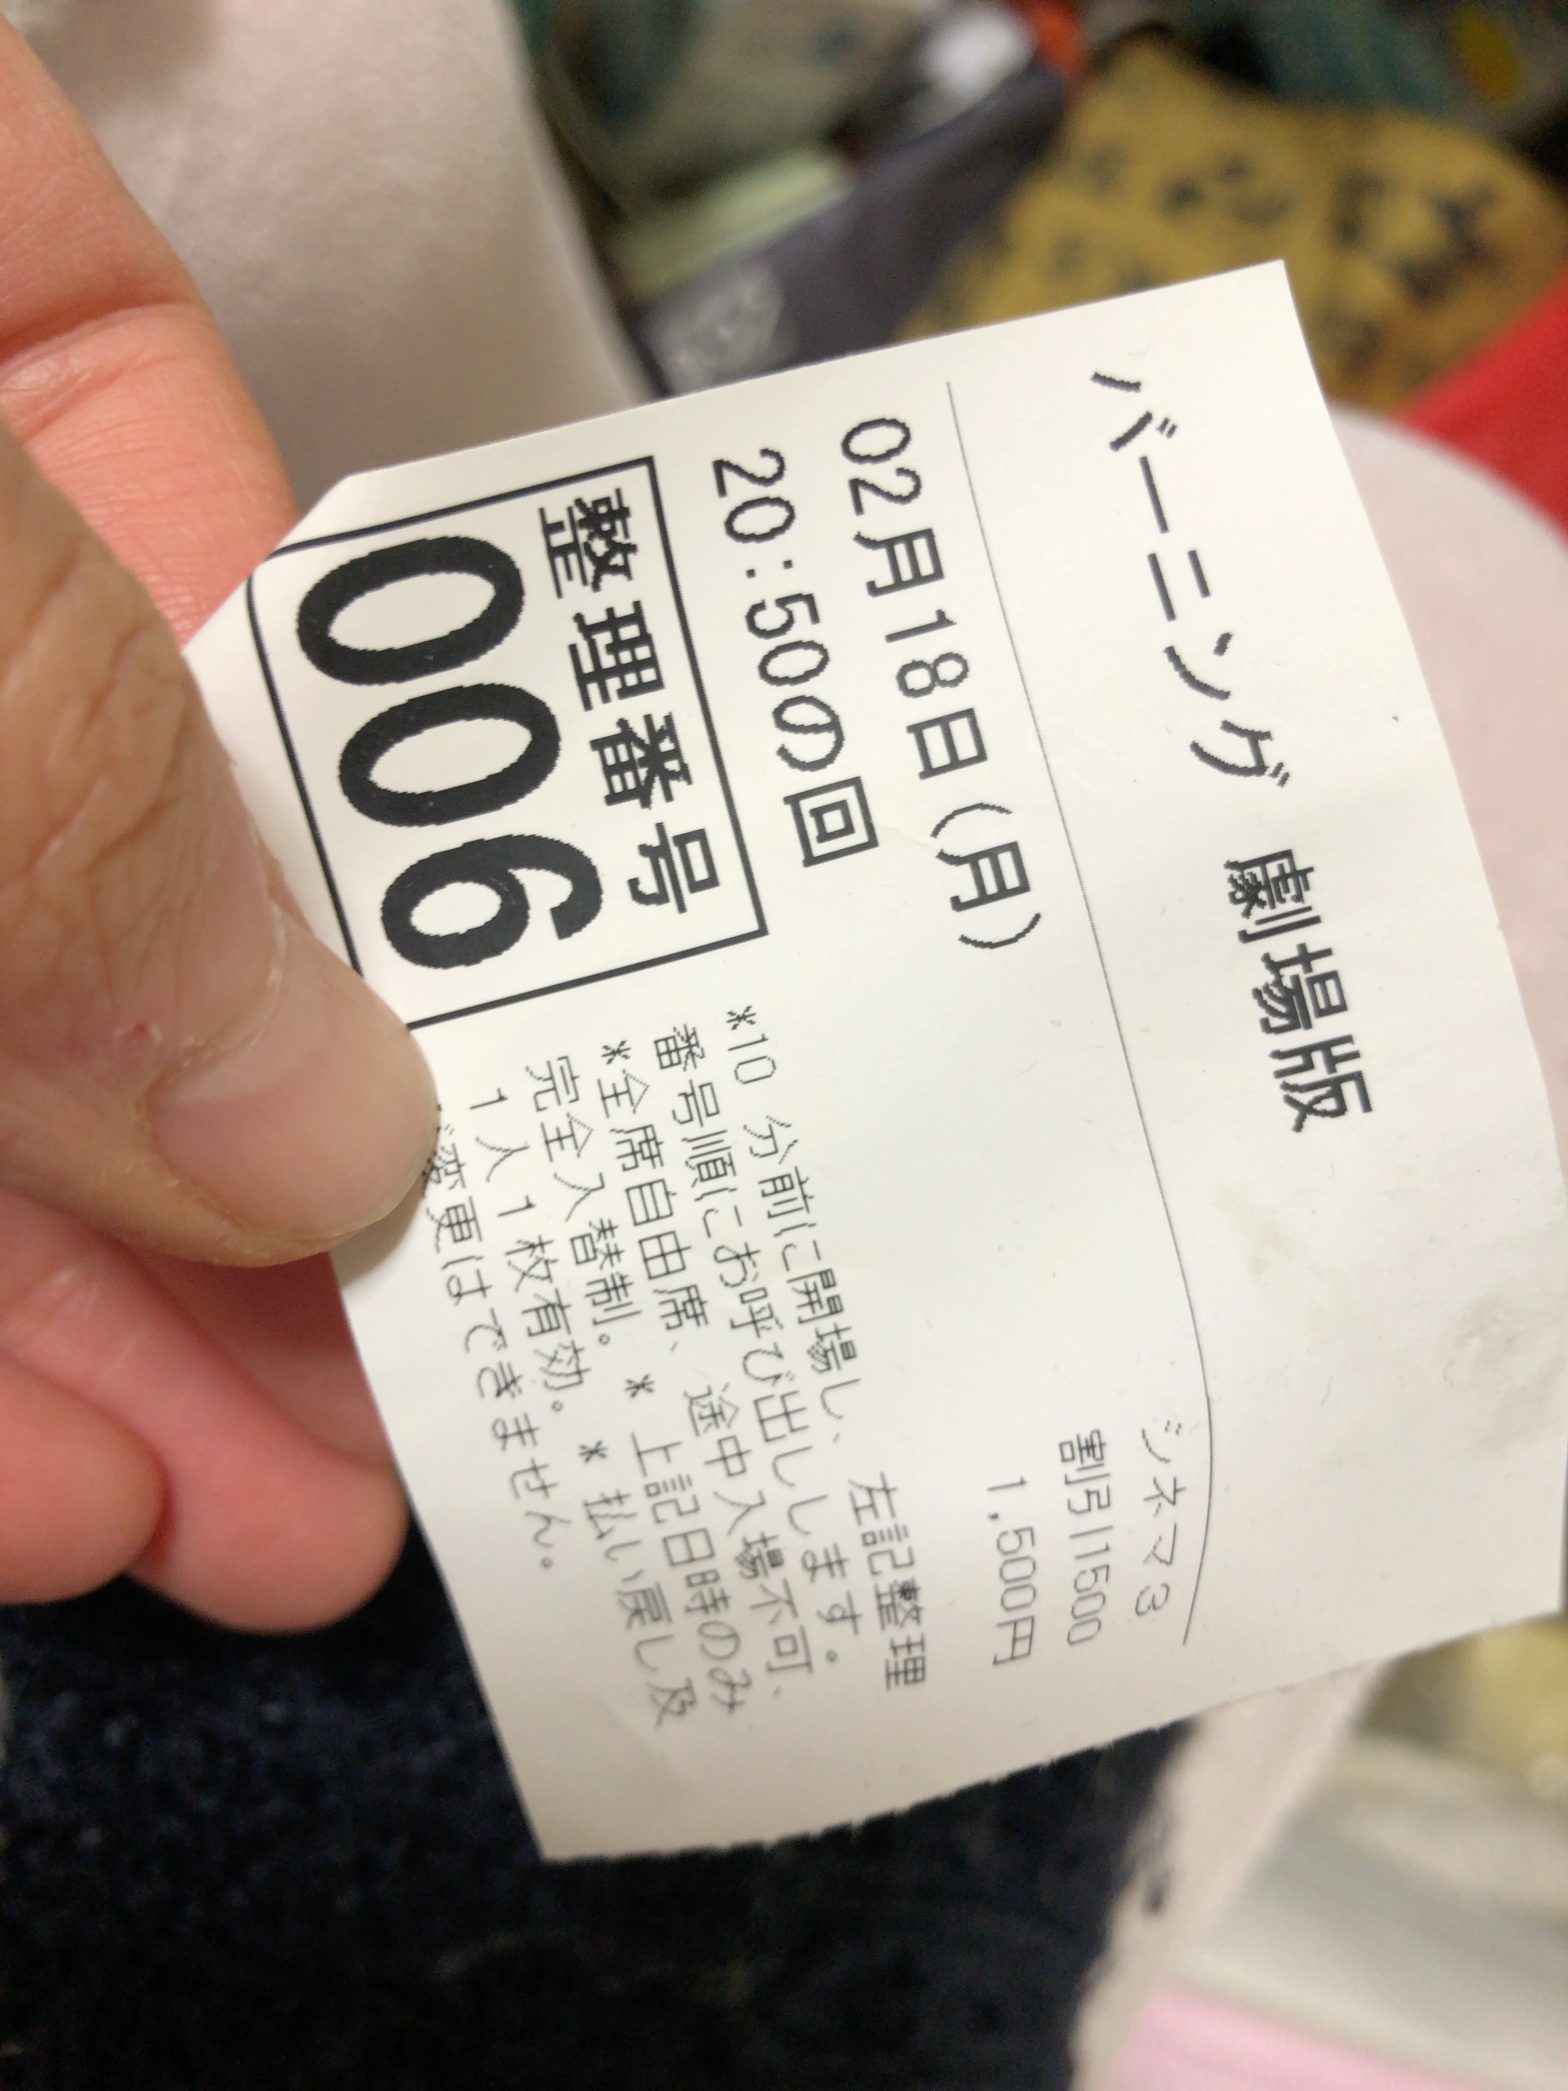 バーニング 劇場版
シネマ3
02月18日(月)
割引1500
20:50の回
1,500円
整理番号
006
左記整理
*10 分前に開場し、
番号順にお呼び出しします。
*全席自由席、途中入場不可、
完全入替制。 * 上記日時のみ
1人1枚有効。 * 払い戻し及
び変更はできません。